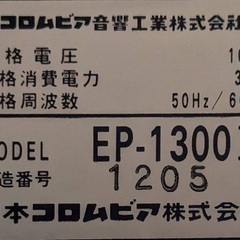 コロムビア音響工業株式会社
格電圧 10
格消費電力 3
格周波数 50Hz/6
MODEL EP-1300
造番号 1205
本コロムビア株式会